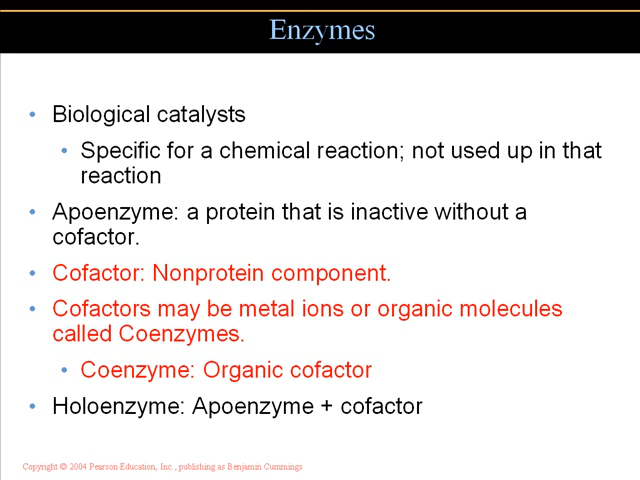 Enzymes
• Biological catalysts
• Specific for a chemical reaction; not used up in that
reaction
• Apoenzyme: a protein that is inactive without a
cofactor.
• Cofactor: Nonprotein component.
• Cofactors may be metal ions or organic molecules
called Coenzymes.
• Coenzyme: Organic cofactor
• Holoenzyme: Apoenzyme + cofactor
Copyright © 2004 Pearson Education, Inc., publishing as Benjamin Cummings